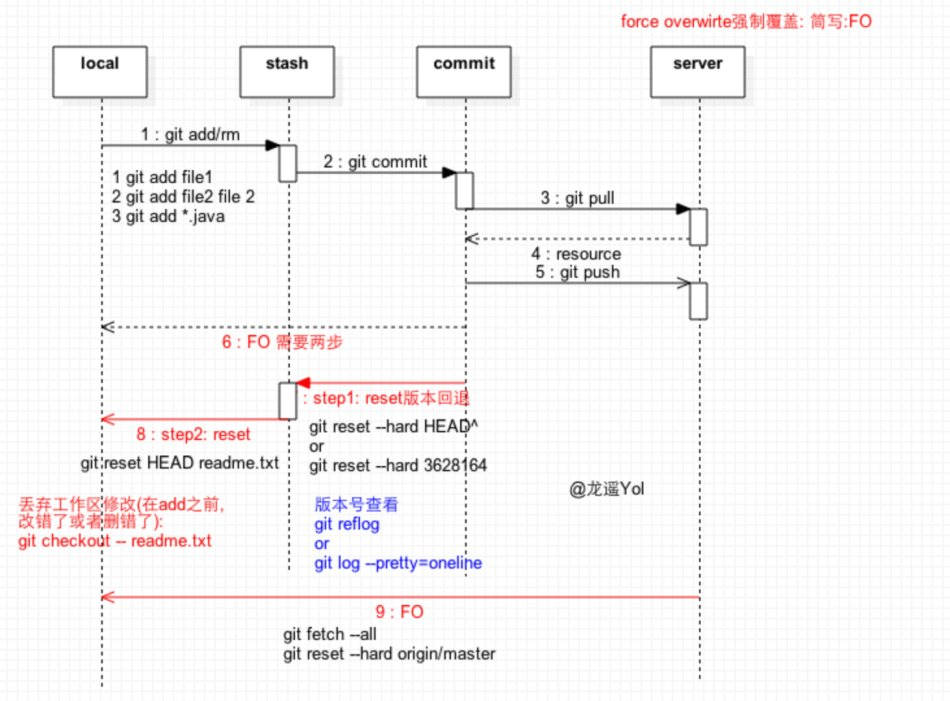 force overwirte强制覆盖: 简写:FO
local
stash
commit
server
1 : git add/rm
2 : git commit
1 git add file1
2 git add file2 file 2
3 git add *.java
3 : git pull
4 : resource
5 : git push
6 : FO 需要两步
: step1: reset版本回退
8 : step2: reset
git reset --hard HEAD^
or
git reset --hard 3628164
git reset HEAD readme.txt
@龙遥Yol
丢弃工作区修改(在add之前,
改错了或者删错了):
git checkout -- readme.txt
版本号查看
git reflog
or
git log --pretty=oneline
9 : FO
git fetch --all
git reset --hard origin/master